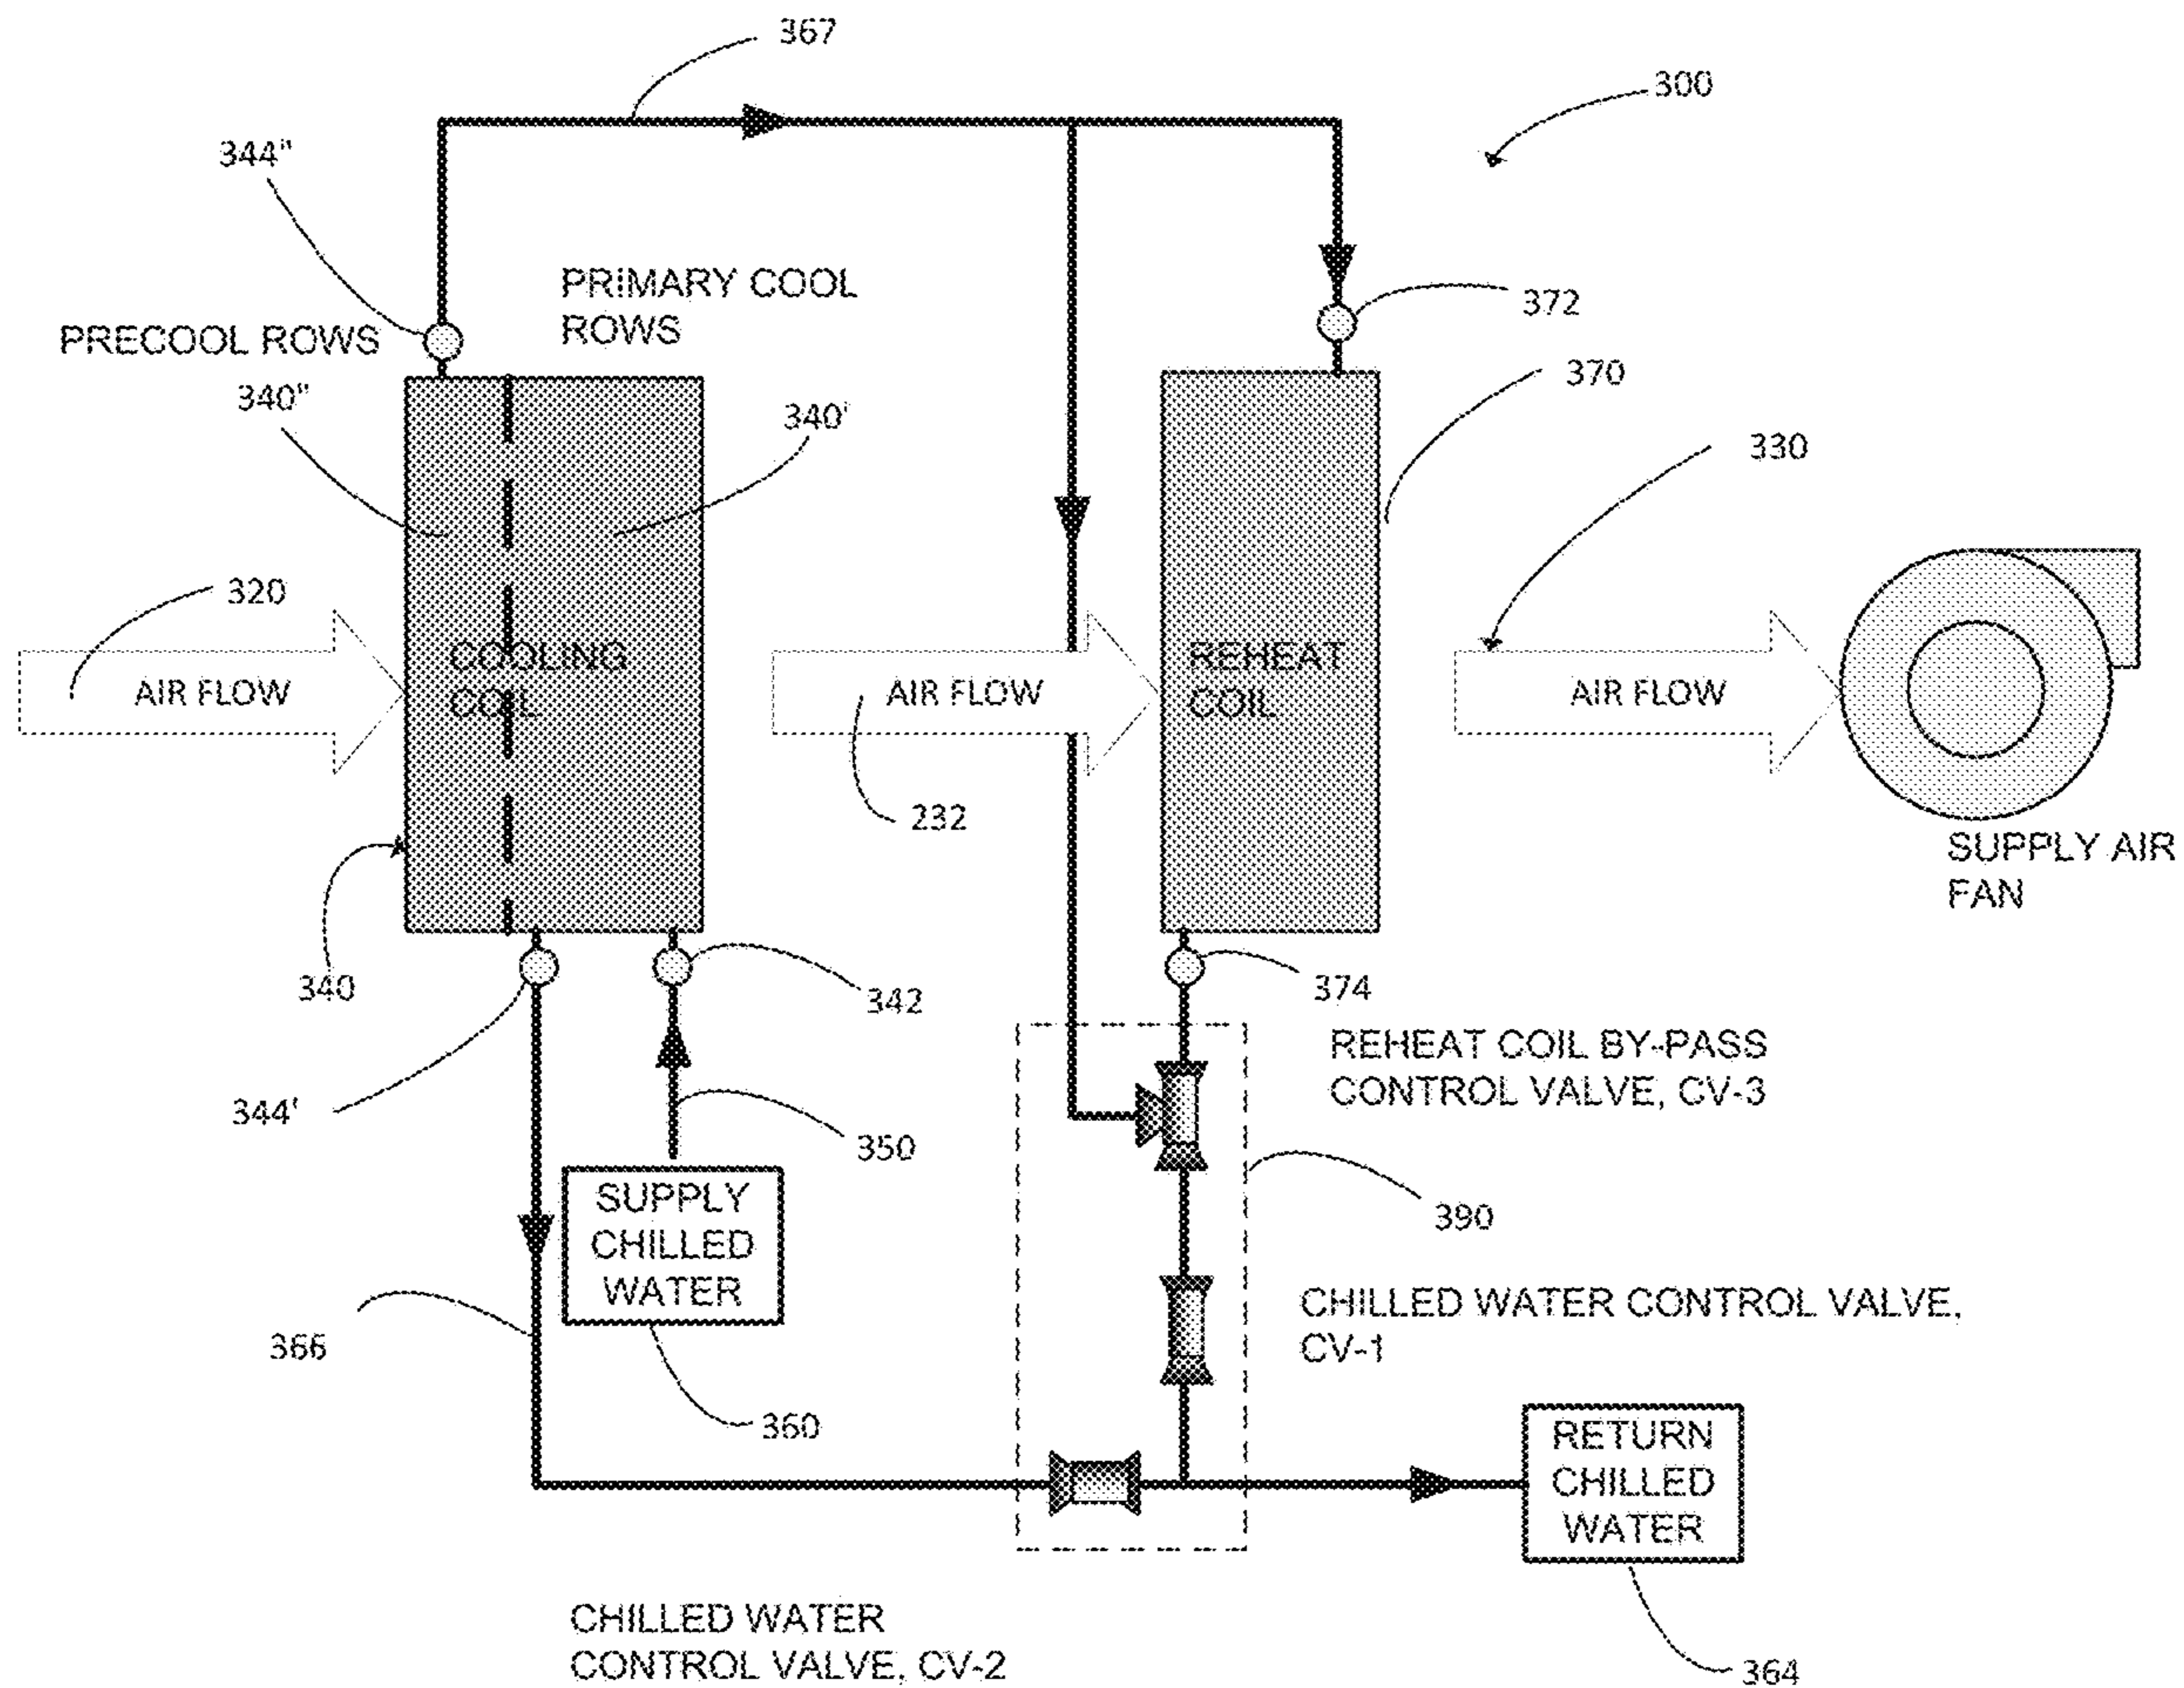 367
300
344"
PRIMARY COOL
ROWS
372
PRECOOL ROWS
370
340"
340'
330
320
COOLING
COIL
REHEAT
COIL
AIR FLOW
AIR FLOW
AIR FLOW
232
SUPPLY AIR
FAN
340
342
374
REHEAT COIL BY-PASS
CONTROL VALVE, CV-3
344'
350
SUPPLY
CHILLED
WATER
390
CHILLED WATER CONTROL VALVE,
CV-1
366
360
RETURN
CHILLED
WATER
CHILLED WATER
CONTROL VALVE, CV-2
364